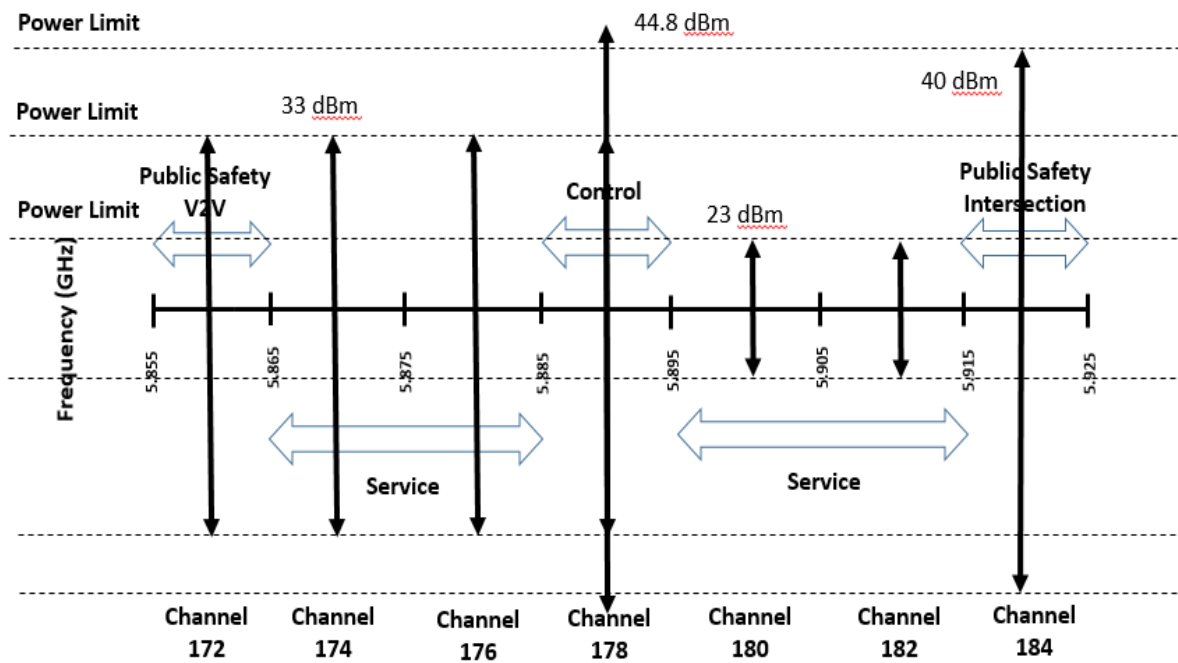 Power Limit
44.8 dBm
40 dBm
Power Limit
33 dBm
Public Safety
V2V
Control
Public Safety
Intersection
Power Limit
23 dBm
Frequency (GHz)
5.855
5.865
5.875
5.885
5.895
5.905
5.915
5.925
Service
Service
Channel
172
Channel
174
Channel
176
Channel
178
Channel
180
Channel
182
Channel
184